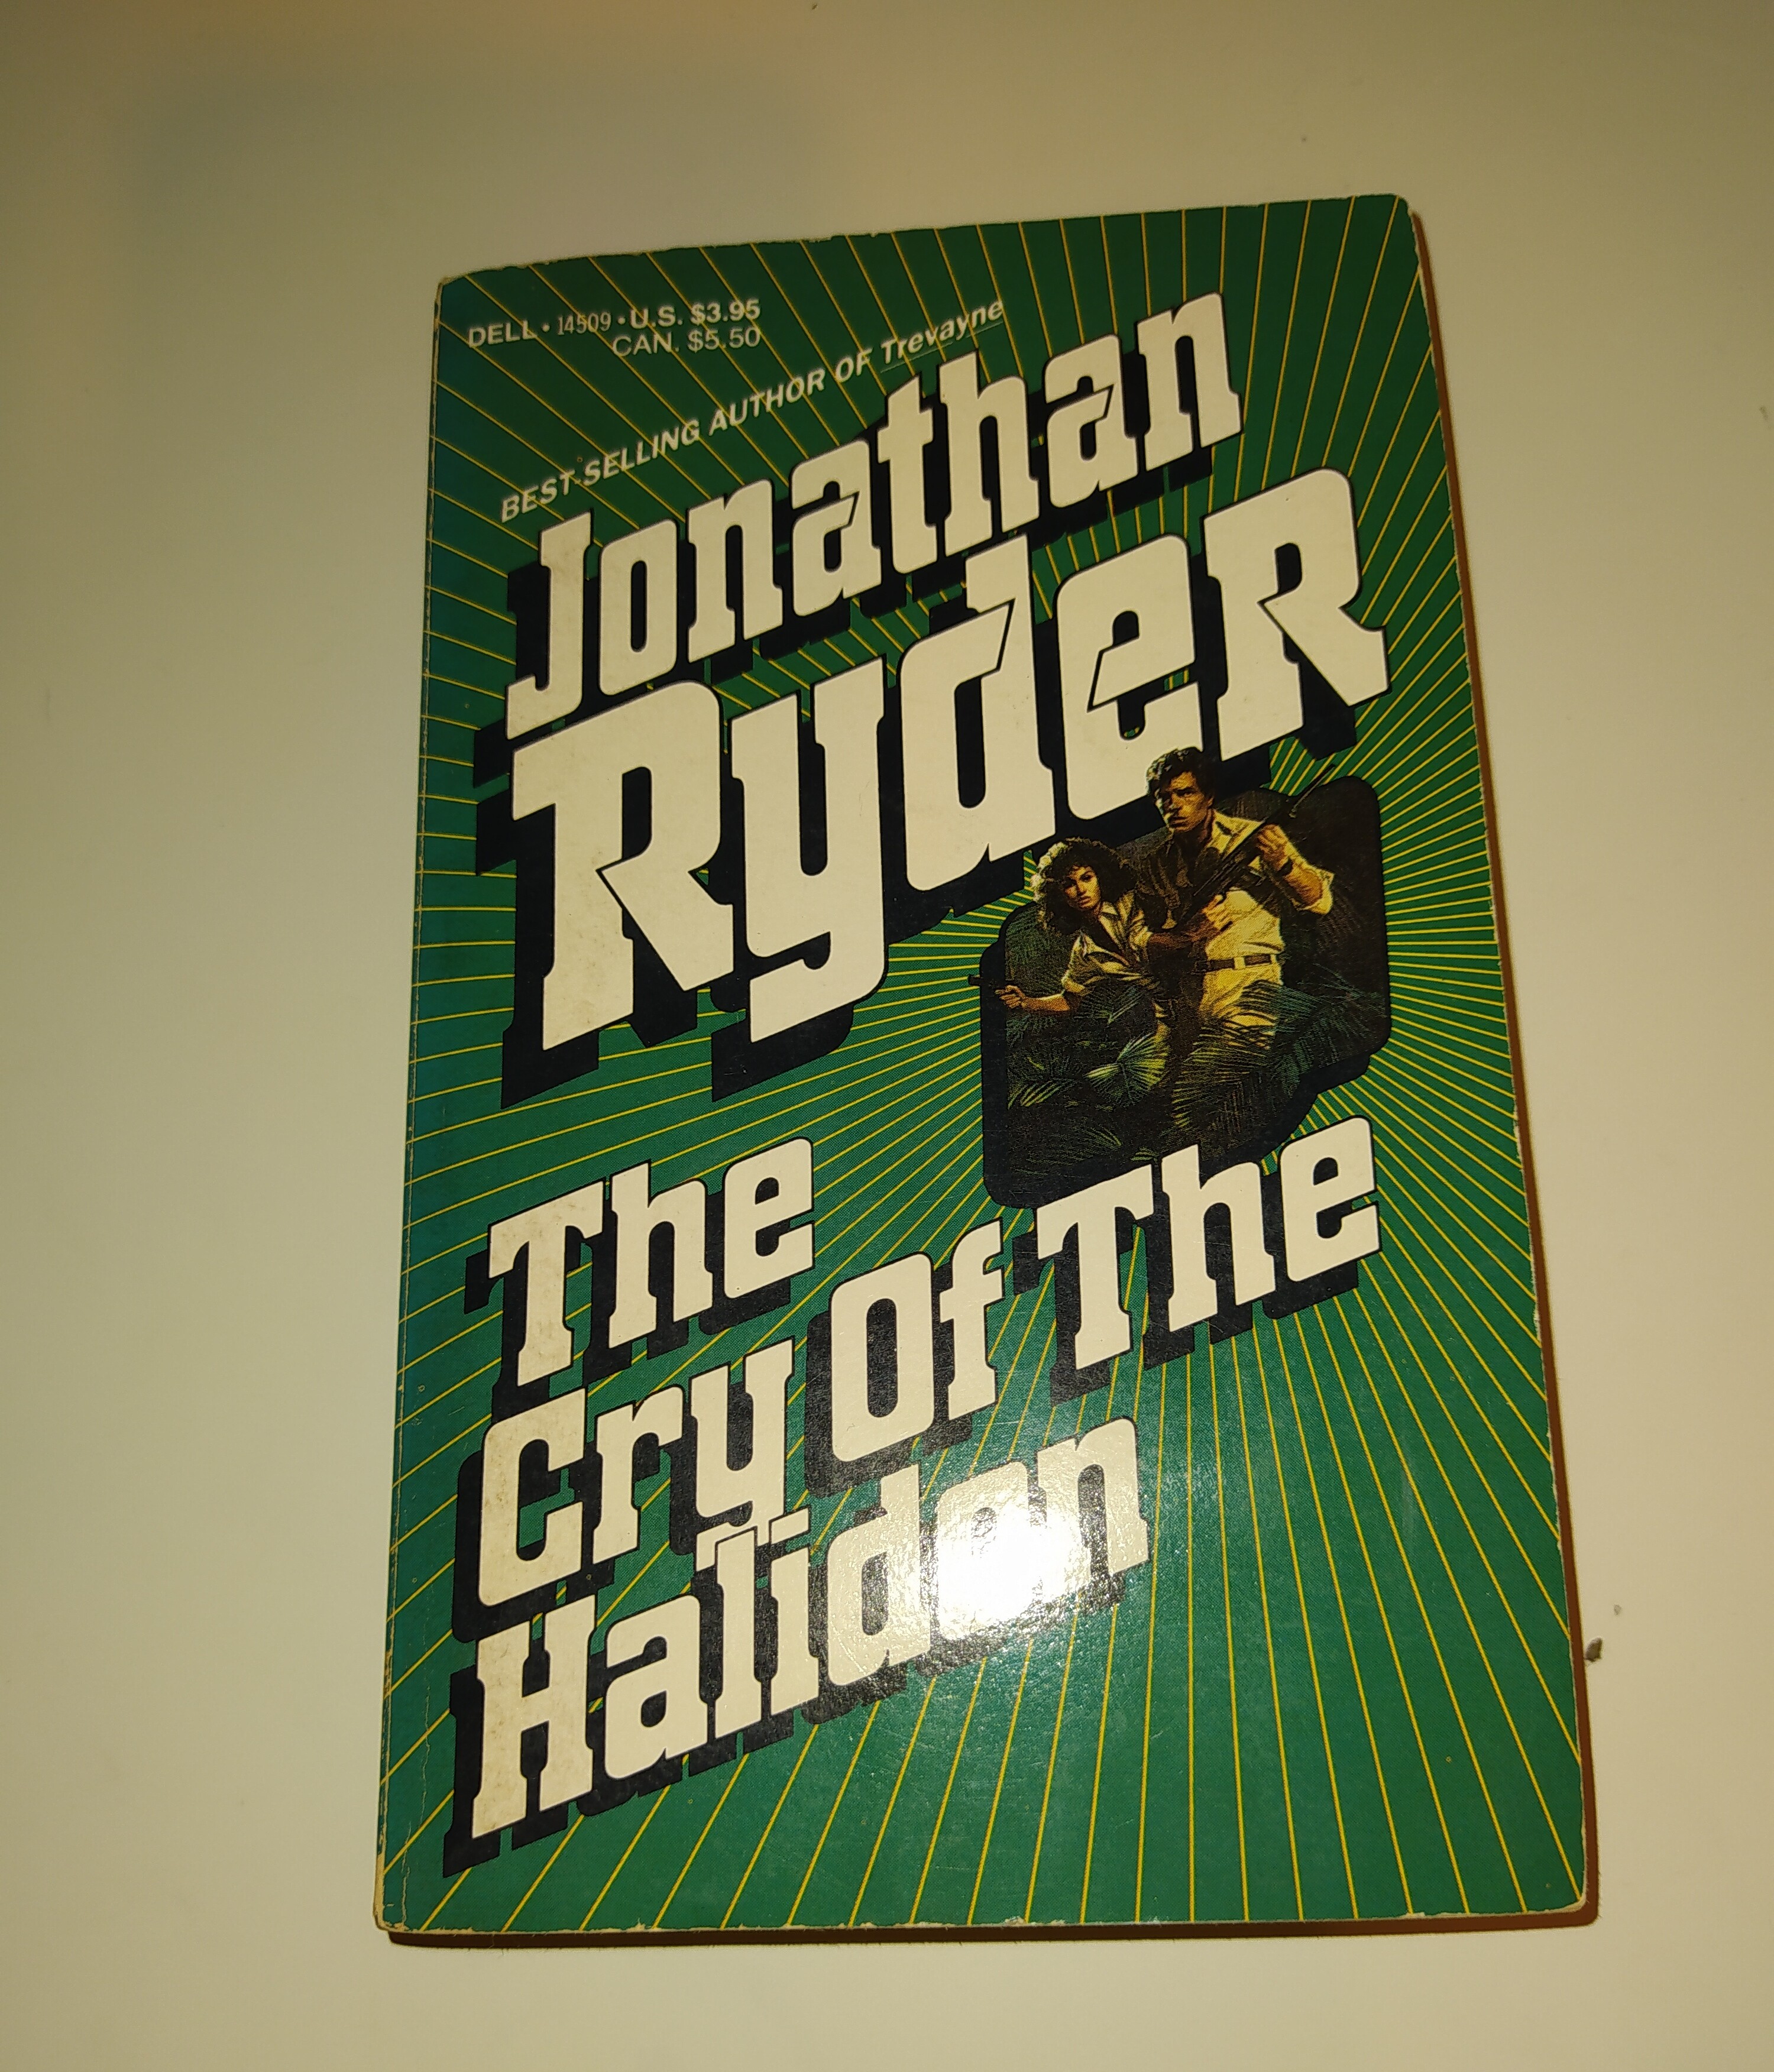 DELL • 14509 • U.S. $3.95
CAN. $5.50
BEST-SELLING AUTHOR OF Trevayne
Jonathan
Ryder
The
Cry Of The
Halidon